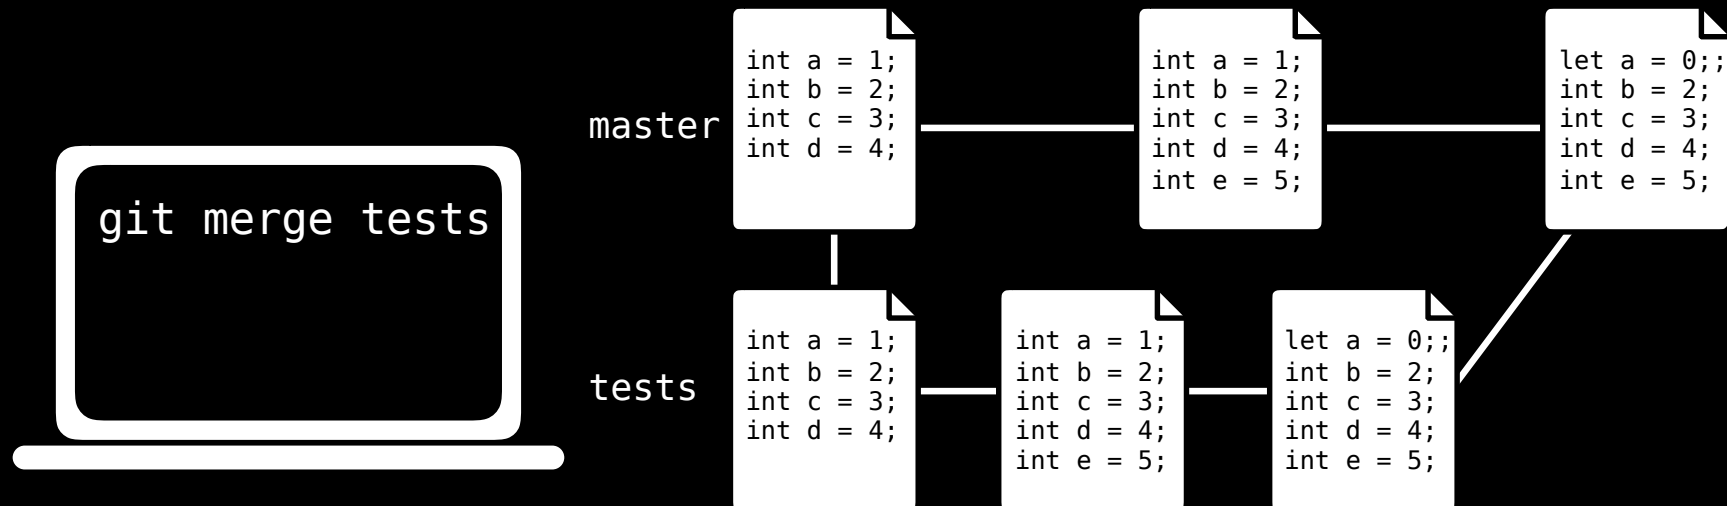 git merge tests
master
int a = 1;
int b = 2;
int c = 3;
int d = 4;
int a = 1;
int b = 2;
int c = 3;
int d = 4;
int e = 5;
let a = 0;;
int b = 2;
int c = 3;
int d = 4;
int e = 5;
tests
int a = 1;
int b = 2;
int c = 3;
int d = 4;
int a = 1;
int b = 2;
int c = 3;
int d = 4;
int e = 5;
let a = 0;;
int b = 2;
int c = 3;
int d = 4;
int e = 5;